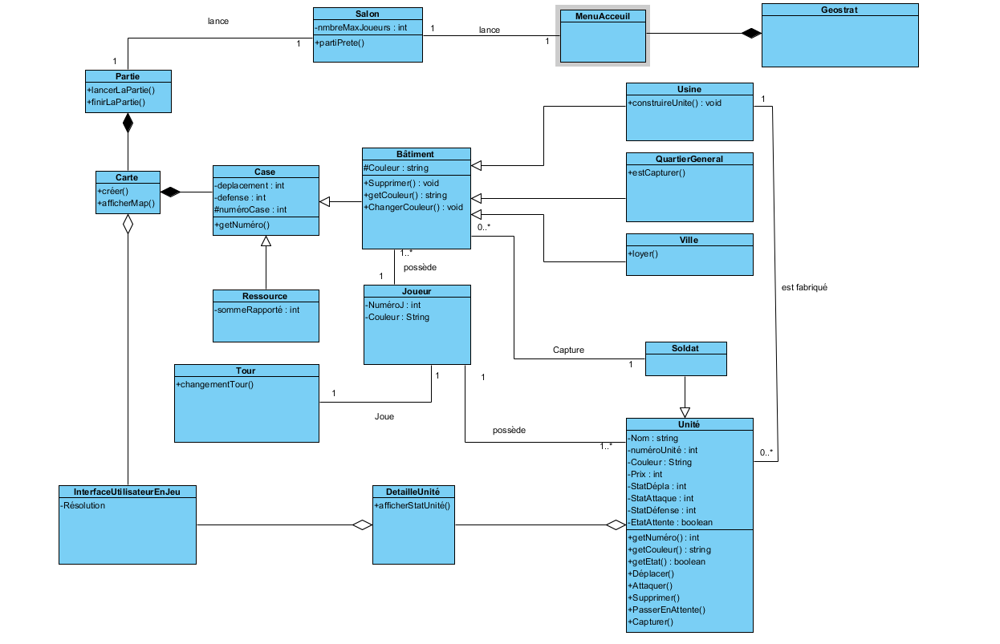 Salon
-nmbreMaxJoueurs : int
+partiPrete()
lance
1
1
1
lance
1
MenuAcceuil
Geostrat
Partie
+lancerLaPartie()
+finirLaPartie()
Usine
+construireUnite() : void
1
Bâtiment
#Couleur : string
+Supprimer() : void
+getCouleur() : string
+ChangerCouleur() : void
QuartierGeneral
+estCapturer()
Carte
+créer()
+afficherMap()
Case
-deplacement : int
-defense : int
#numéroCase : int
+getNuméro()
0..*
Ville
+loyer()
1..*
possède
1
est fabriqué
Ressource
-sommeRapporté : int
Joueur
-NuméroJ : int
-Couleur : String
Capture
1
Soldat
Tour
+changementTour()
1
1
1
Joue
possède
1..*
0..*
Unité
-Nom : string
-numéroUnité : int
-Couleur : String
-Prix : int
-StatDépla : int
-StatAttaque : int
-StatDéfense : int
-EtatAttente : boolean
+getNuméro() : int
+getCouleur() : string
+getEtat() : boolean
+Déplacer()
+Attaquer()
+Supprimer()
+PasserEnAttente()
+Capturer()
InterfaceUtilisateurEnJeu
-Résolution
DetailleUnité
+afficherStatUnité()